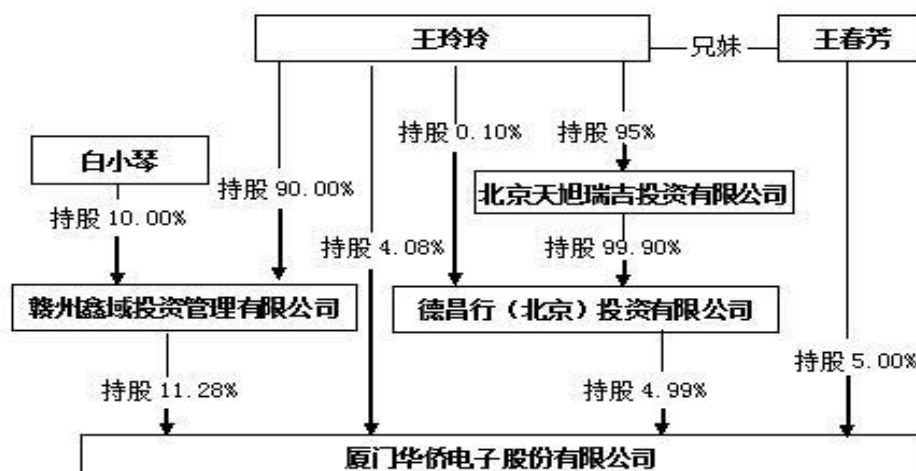 王玲玲
兄妹
王春芳
持股 0.10%
持股 95%
白小琴
持股 90.00%
北京天旭瑞吉投资有限公司
持股 10.00%
持股 4.08%
持股 99.90%
赣州鑫域投资管理有限公司
德昌行（北京）投资有限公司
持股 11.28%
持股 4.99%
持股 5.00%
厦门华侨电子股份有限公司